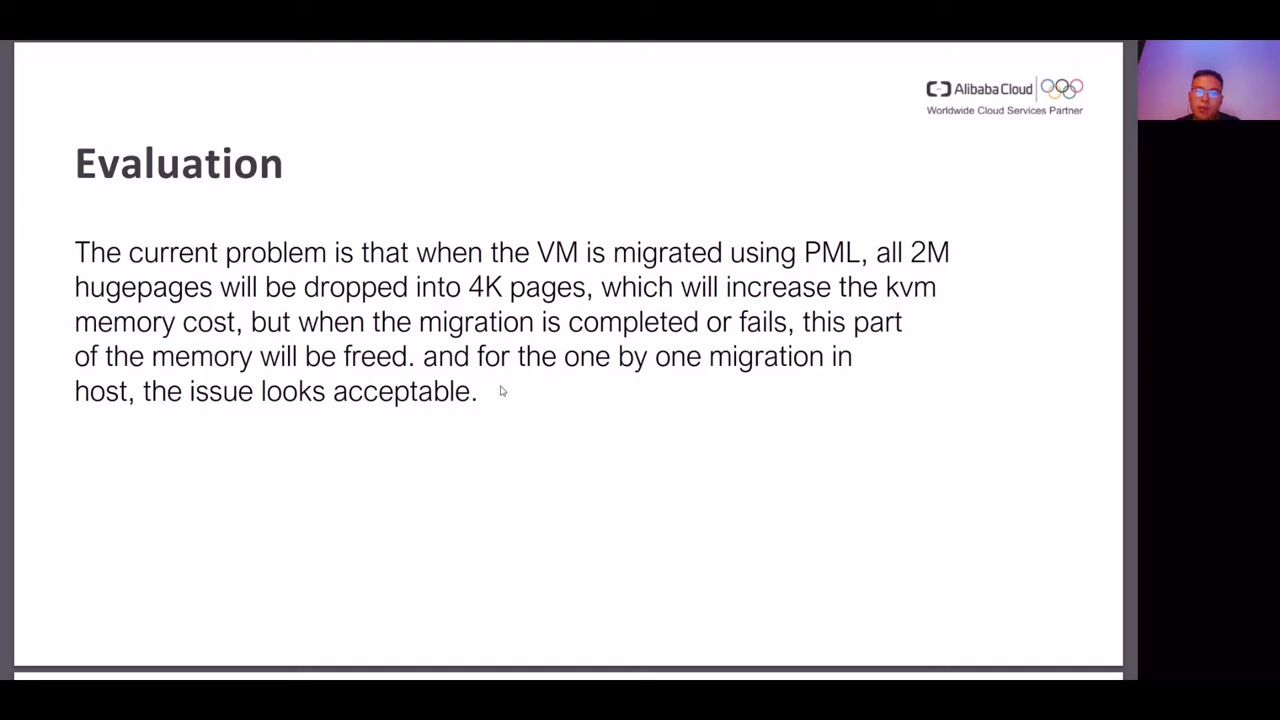 Alibaba Cloud
Worldwide Cloud Services Partner
Evaluation
The current problem is that when the VM is migrated using PML, all 2M
hugepages will be dropped into 4K pages, which will increase the kvm
memory cost, but when the migration is completed or fails, this part
of the memory will be freed. and for the one by one migration in
host, the issue looks acceptable.